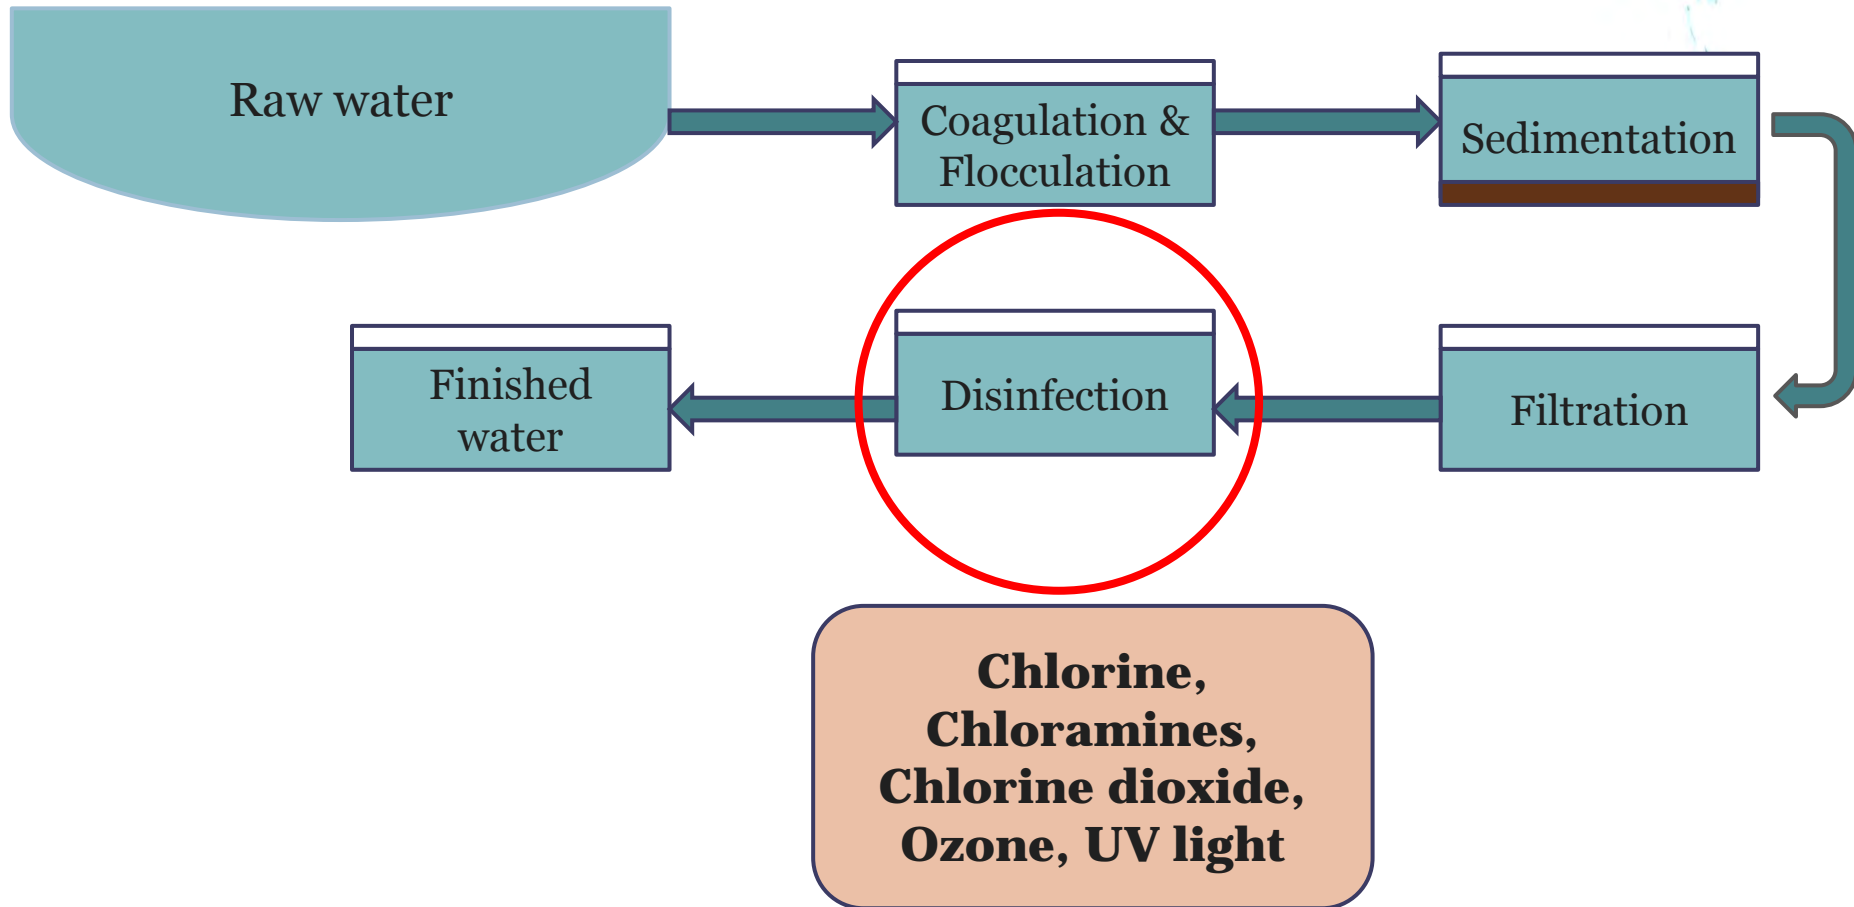 Raw water
Coagulation &
Flocculation
Sedimentation
Filtration
Disinfection
Finished
water
Chlorine,
Chloramines,
Chlorine dioxide,
Ozone, UV light